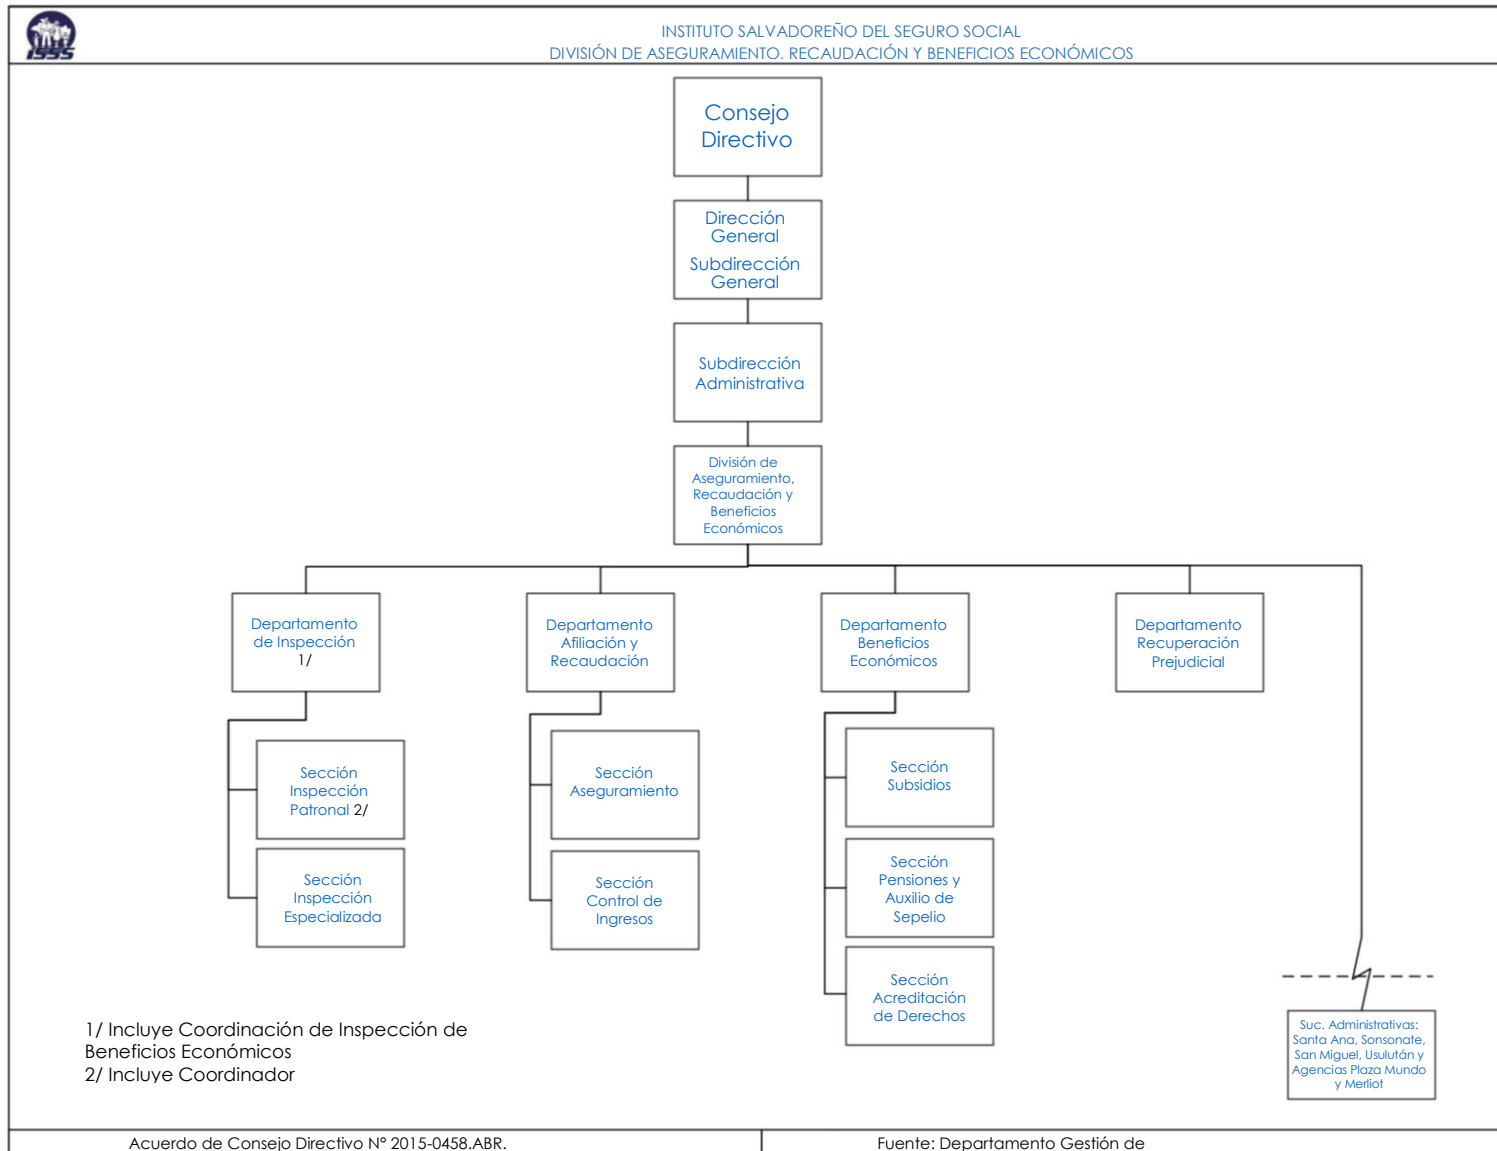 ISSS
INSTITUTO SALVADOREÑO DEL SEGURO SOCIAL
DIVISIÓN DE ASEGURAMIENTO. RECAUDACIÓN Y BENEFICIOS ECONÓMICOS
Consejo
Directivo
Dirección
General
Subdirección
General
Subdirección
Administrativa
División de
Aseguramiento,
Recaudación y
Beneficios
Económicos
Departamento
de Inspección
1/
Departamento
Afiliación y
Recaudación
Departamento
Beneficios
Económicos
Departamento
Recuperación
Prejudicial
Sección
Inspección
Patronal 2/
Sección
Inspección
Especializada
Sección
Aseguramiento
Sección
Control de
Ingresos
Sección
Subsidios
Sección
Pensiones y
Auxilio de
Sepelio
Sección
Acreditación
de Derechos
Suc. Administrativas:
Santa Ana, Sonsonate,
San Miguel, Usulután y
Agencias Plaza Mundo
y Merliot
1/ Incluye Coordinación de Inspección de
Beneficios Económicos
2/ Incluye Coordinador
Acuerdo de Consejo Directivo N° 2015-0458.ABR.
Fuente: Departamento Gestión de